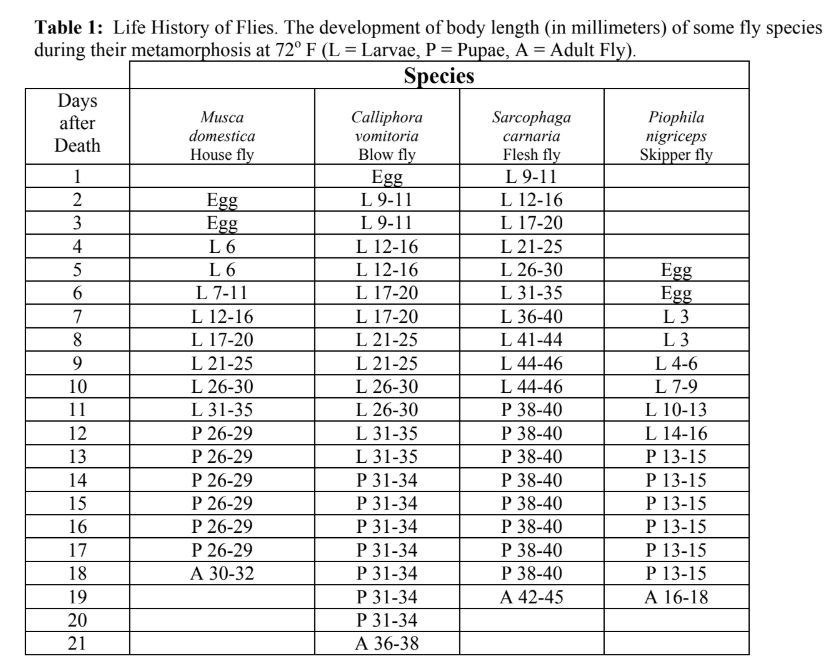 Table 1: Life History of Flies. The development of body length (in millimeters) of some fly species
during their metamorphosis at 72° F (L = Larvae, P = Pupae, A = Adult Fly).
Species
Days after Death Musca domestica House fly Calliphora vomitoria Blow fly Sarcophaga carnaria Flesh fly Piophila nigriceps Skipper fly
1 Egg L 9-11
2 Egg L 9-11 L 12-16
3 Egg L 9-11 L 17-20
4 L 6 L 12-16 L 21-25
5 L 6 L 12-16 L 26-30 Egg
6 L 7-11 L 17-20 L 31-35 Egg
7 L 12-16 L 17-20 L 36-40 L 3
8 L 17-20 L 21-25 L 41-44 L 3
9 L 21-25 L 21-25 L 44-46 L 4-6
10 L 26-30 L 26-30 L 44-46 L 7-9
11 L 31-35 L 26-30 P 38-40 L 10-13
12 P 26-29 L 31-35 P 38-40 L 14-16
13 P 26-29 L 31-35 P 38-40 P 13-15
14 P 26-29 P 31-34 P 38-40 P 13-15
15 P 26-29 P 31-34 P 38-40 P 13-15
16 P 26-29 P 31-34 P 38-40 P 13-15
17 P 26-29 P 31-34 P 38-40 P 13-15
18 A 30-32 P 31-34 P 38-40 P 13-15
19 P 31-34 A 42-45 A 16-18
20 P 31-34
21 A 36-38